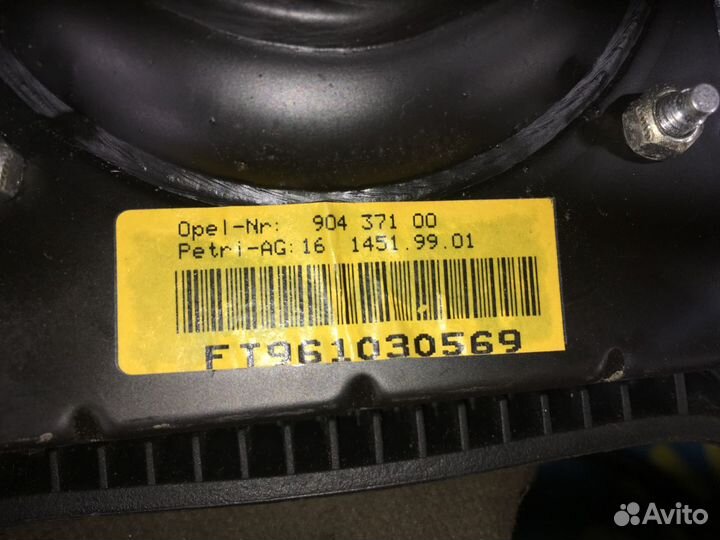 Opel-Nr: 904 371 00
Petri-AG:16 1451.99.01
FT961030569
Avito